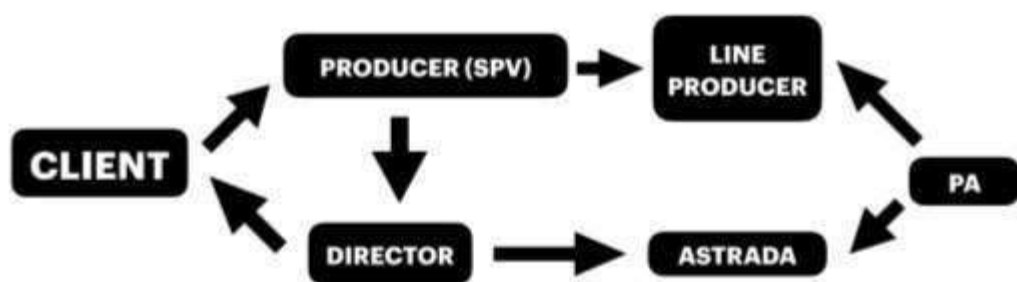 PRODUCER (SPV)
LINE
PRODUCER
CLIENT
PA
DIRECTOR
ASTRADA